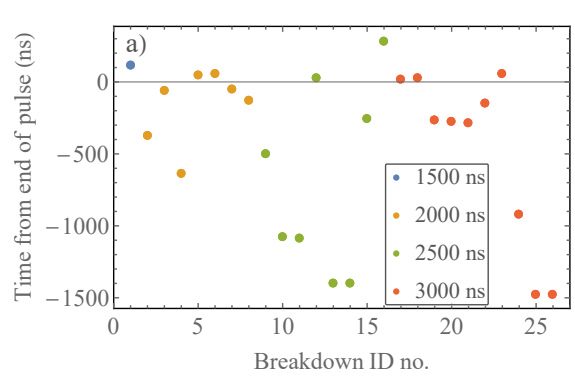 a)
Time from end of pulse (ns)
0
−500
−1000
−1500
1500 ns
2000 ns
2500 ns
3000 ns
0 5 10 15 20 25
Breakdown ID no.